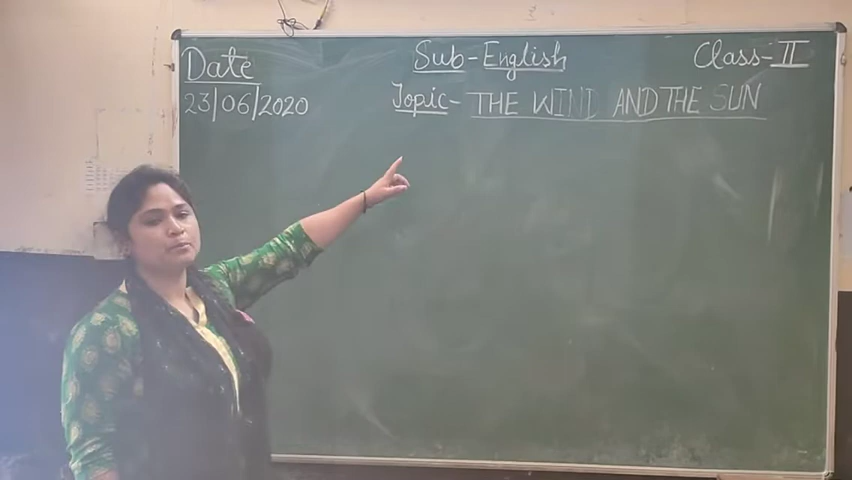 Date Sub-English Class-II
23/06/2020 Topic- THE WIND AND THE SUN